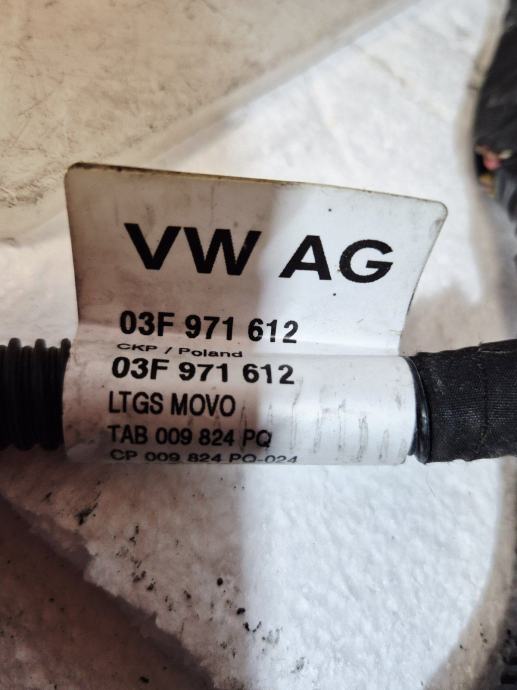 VW AG
03F 971 612
CKP / Poland
03F 971 612
LTGS MOVO
TAB 009 824 PQ
CP 009 824 PQ-024